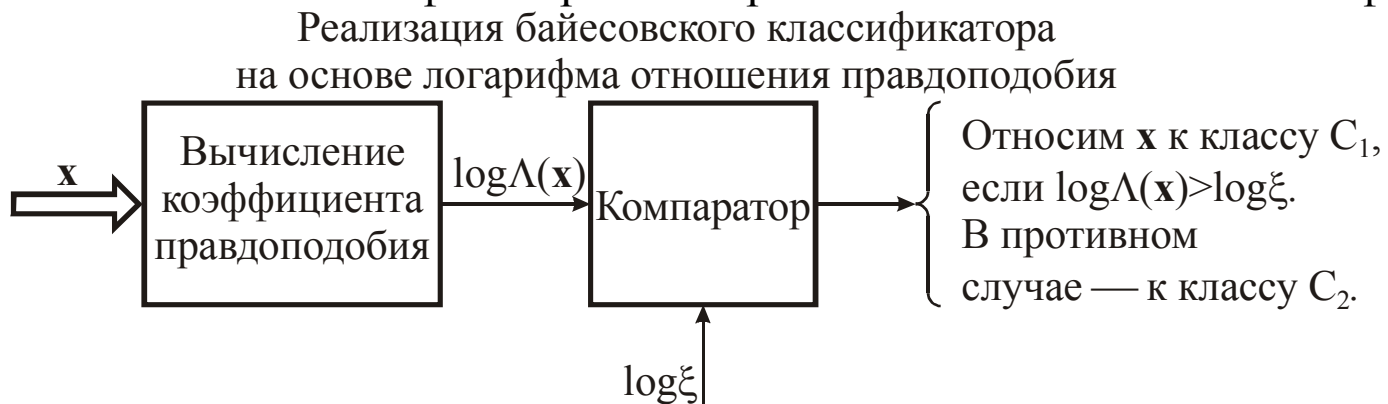 Реализация байесовского классификатора
на основе логарифма отношения правдоподобия
x
Вычисление
коэффициента
правдоподобия
logΛ(x)
Компаратор
logξ
Относим x к классу C₁,
если logΛ(x)>logξ.
В противном
случае — к классу C₂.